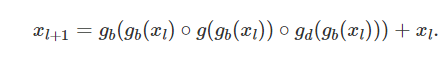 x_{l+1} = g_b(g_b(x_l) ∘ g(g_b(x_l)) ∘ g_d(g_b(x_l))) + x_l.